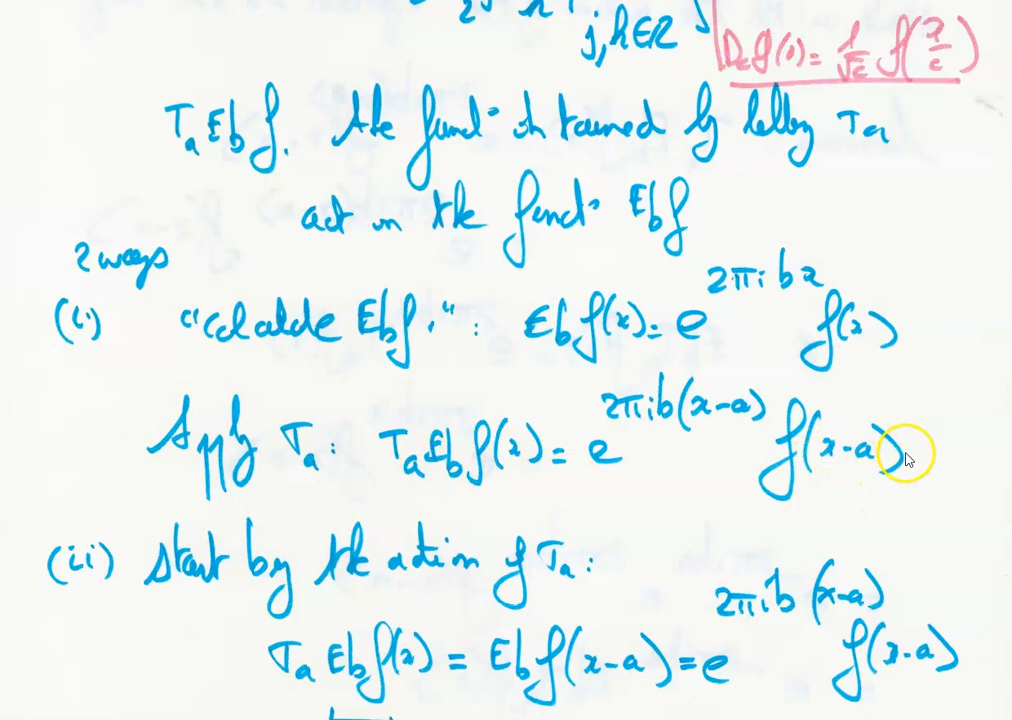 j,k∈Z
D_c f(x) = 1/√c f(x/c)
T_a E_b f. the funct° obtained by letting T_a
act on the funct° E_b f
2 ways
(i) "calculate E_b f." : E_b f(x) = e^{2πibx} f(x)
Apply T_a : T_a E_b f(x) = e^{2πib(x-a)} f(x-a)
(ii) start by the action of T_a :
T_a E_b f(x) = E_b f(x-a) = e^{2πib(x-a)} f(x-a)